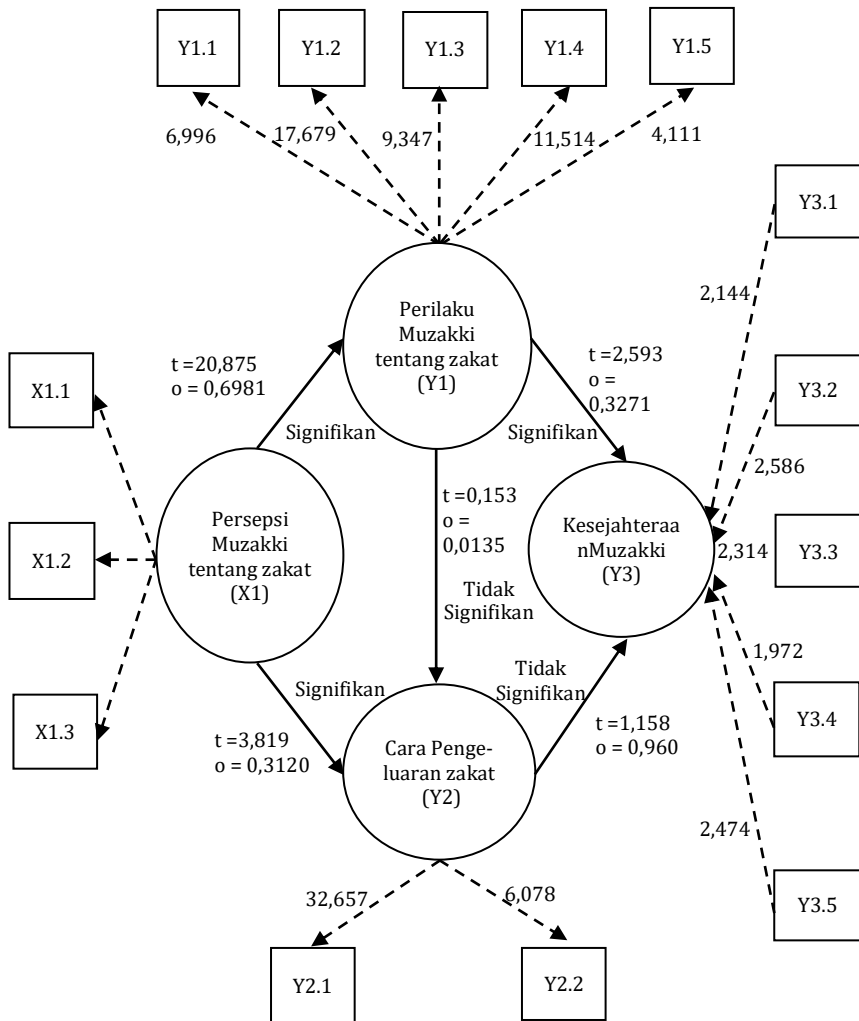 Y1.1
Y1.2
Y1.3
Y1.4
Y1.5
6,996
17,679
9,347
11,514
4,111
Y3.1
2,144
Perilaku
Muzakki
tentang zakat
(Y1)
t =20,875
o = 0,6981
t =2,593
o =
0,3271
X1.1
Y3.2
Signifikan
Signifikan
2,586
Persepsi
Muzakki
tentang zakat
(X1)
t =0,153
o =
0,0135
Kesejahteraa
nMuzakki
(Y3)
X1.2
2,314
Y3.3
Tidak
Signifikan
1,972
Signifikan
Tidak
Signifikan
X1.3
Y3.4
t =3,819
o = 0,3120
Cara Penge-
luaran zakat
(Y2)
t =1,158
o = 0,960
2,474
32,657
6,078
Y3.5
Y2.1
Y2.2